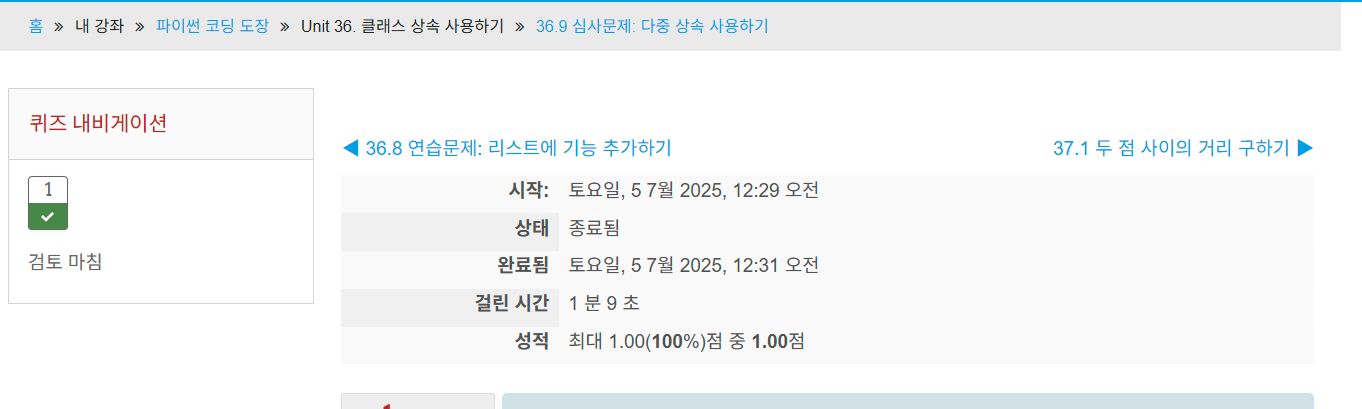 홈 » 내 강좌 » 파이썬 코딩 도장 » Unit 36. 클래스 상속 사용하기 » 36.9 심사문제: 다중 상속 사용하기
퀴즈 내비게이션
1
검토 마침
◀ 36.8 연습문제: 리스트에 기능 추가하기
37.1 두 점 사이의 거리 구하기 ▶
시작: 토요일, 5 7월 2025, 12:29 오전
상태 종료됨
완료됨 토요일, 5 7월 2025, 12:31 오전
걸린 시간 1 분 9 초
성적 최대 1.00(100%)점 중 1.00점